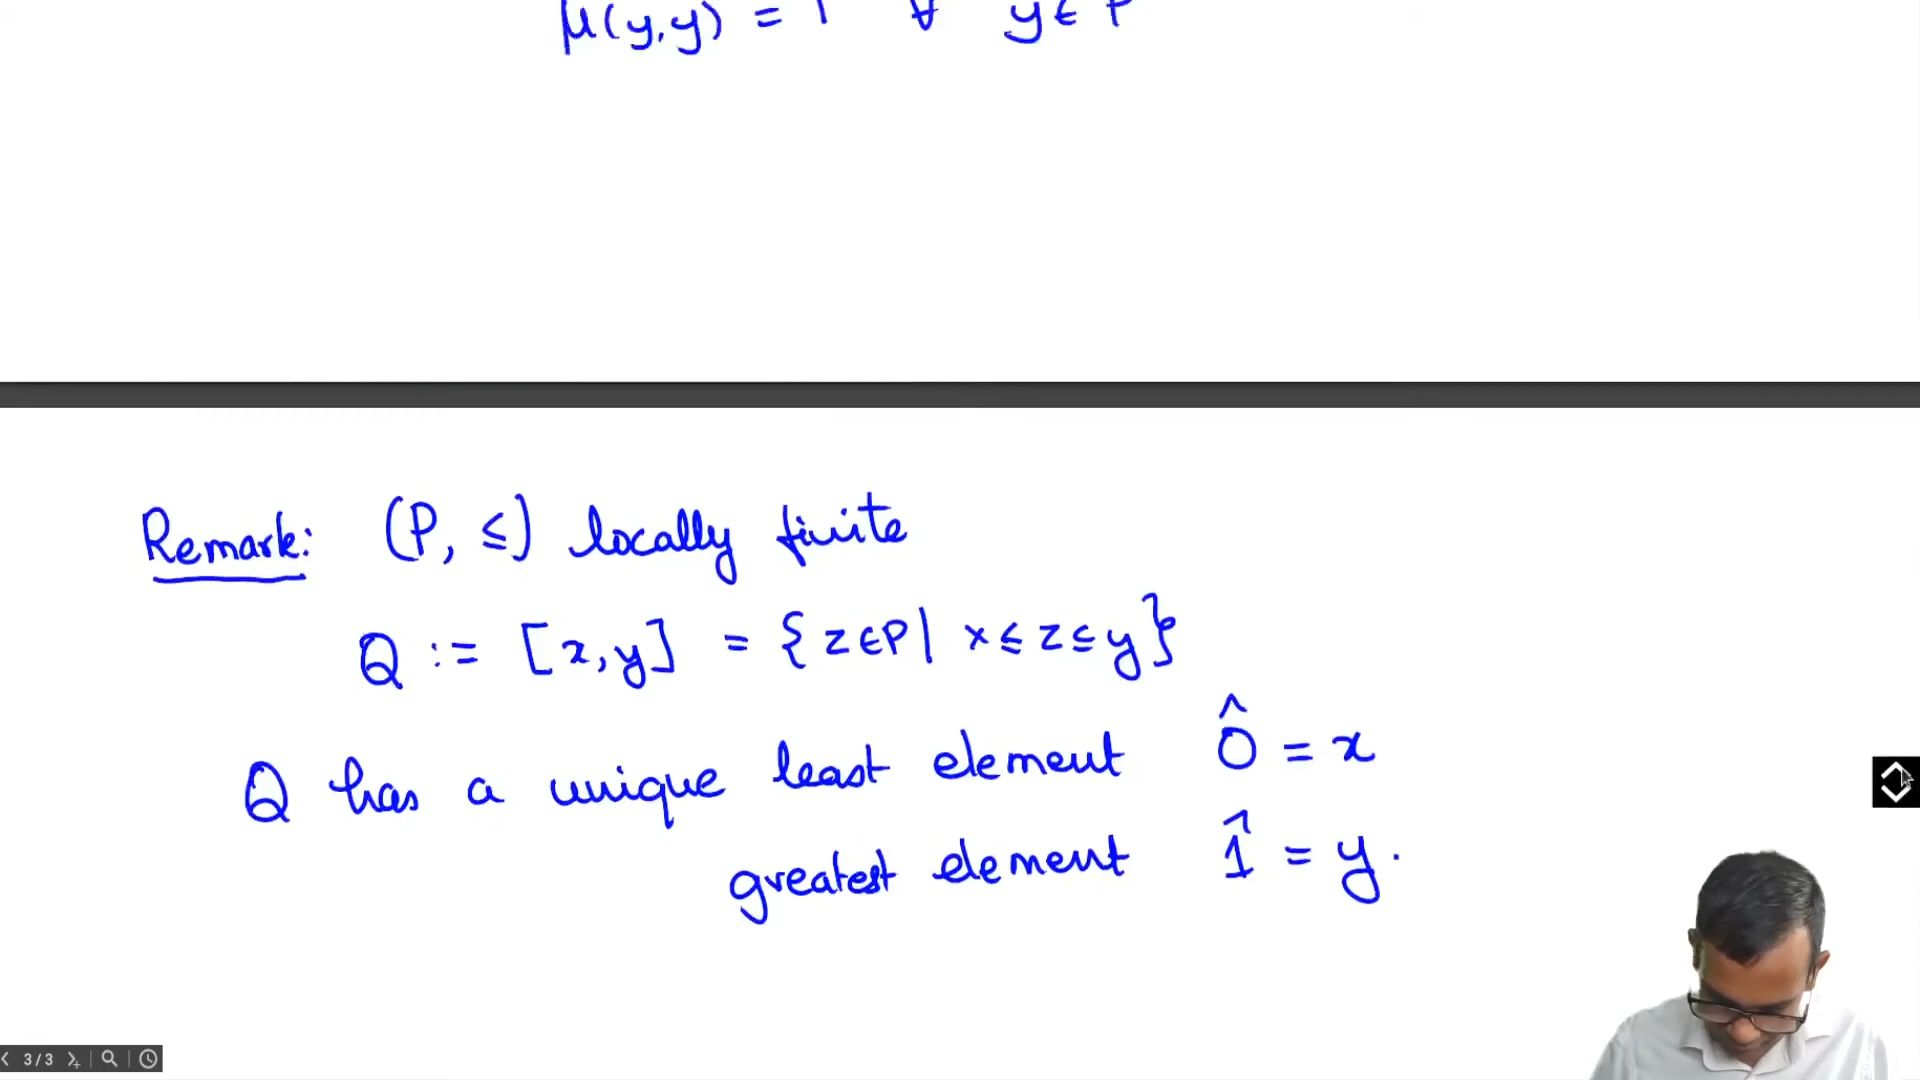 μ(y,y) = 1 ∀ y ∈ P
Remark: (P, ≤) locally finite
Q := [x,y] = {z∈P| x≤z≤y}
Q has a unique least element 0̂ = x
greatest element 1̂ = y.
3/3